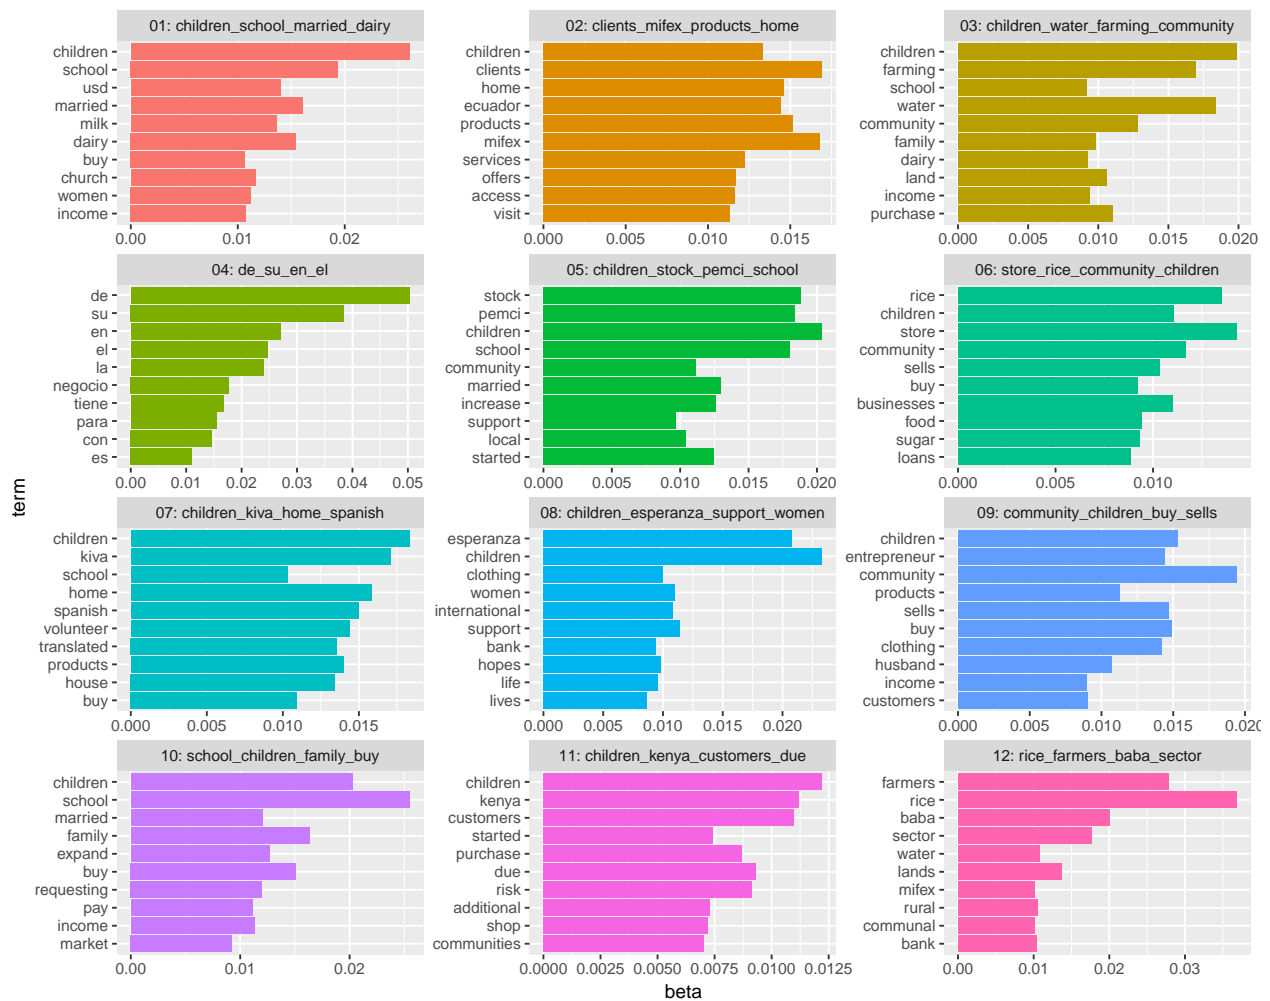 01: children_school_married_dairy
children
school
usd
married
milk
dairy
buy
church
women
income
0.00 0.01 0.02
02: clients_mifex_products_home
children
clients
home
ecuador
products
mifex
services
offers
access
visit
0.000 0.005 0.010 0.015
03: children_water_farming_community
children
farming
school
water
community
family
dairy
land
income
purchase
0.000 0.005 0.010 0.015 0.020
04: de_su_en_el
de
su
en
el
la
negocio
tiene
para
con
es
0.00 0.01 0.02 0.03 0.04 0.05
05: children_stock_pemci_school
stock
pemci
children
school
community
married
increase
support
local
started
0.000 0.005 0.010 0.015 0.020
06: store_rice_community_children
rice
children
store
community
sells
buy
businesses
food
sugar
loans
0.000 0.005 0.010
07: children_kiva_home_spanish
children
kiva
school
home
spanish
volunteer
translated
products
house
buy
0.000 0.005 0.010 0.015
08: children_esperanza_support_women
esperanza
children
clothing
women
international
support
bank
hopes
life
lives
0.000 0.005 0.010 0.015 0.020
09: community_children_buy_sells
children
entrepreneur
community
products
sells
buy
clothing
husband
income
customers
0.000 0.005 0.010 0.015 0.020
10: school_children_family_buy
children
school
married
family
expand
buy
requesting
pay
income
market
0.00 0.01 0.02
11: children_kenya_customers_due
children
kenya
customers
started
purchase
due
risk
additional
shop
communities
0.0000 0.0025 0.0050 0.0075 0.0100 0.0125
12: rice_farmers_baba_sector
farmers
rice
baba
sector
water
lands
mifex
rural
communal
bank
0.00 0.01 0.02 0.03
term
beta